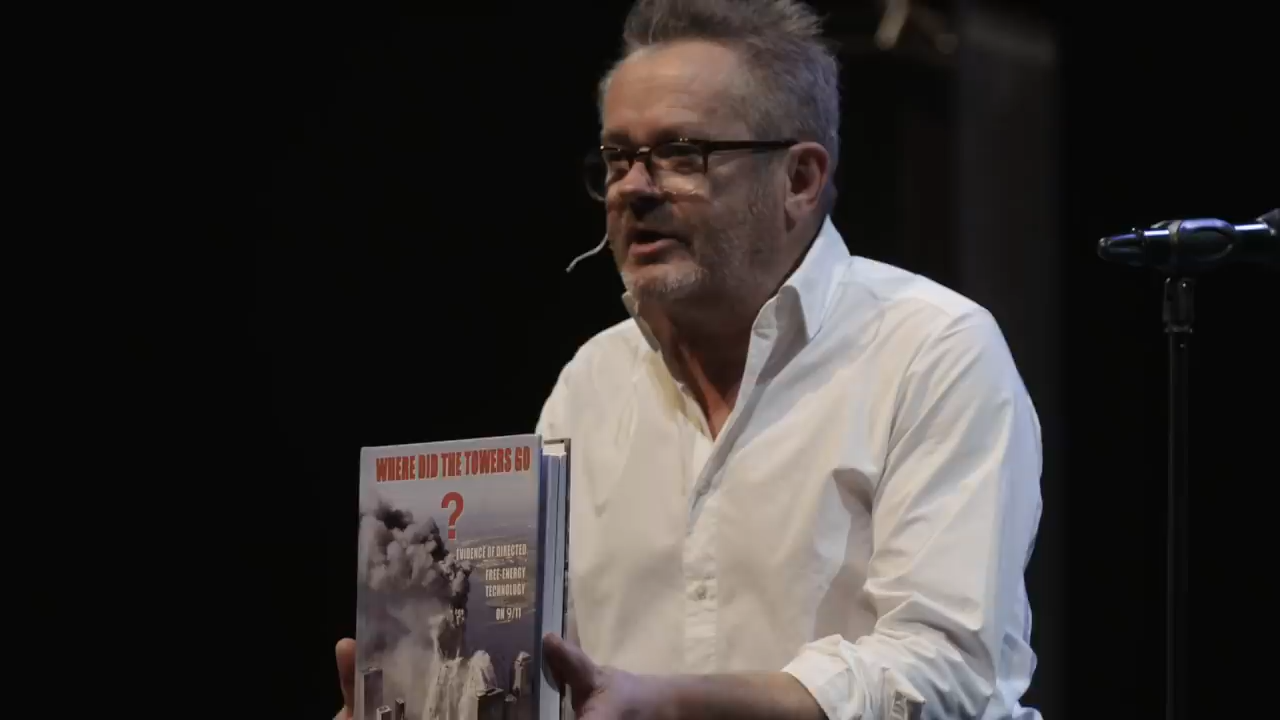 WHERE DID THE TOWERS GO
?
EVIDENCE OF DIRECTED
FREE-ENERGY
TECHNOLOGY
ON 9/11